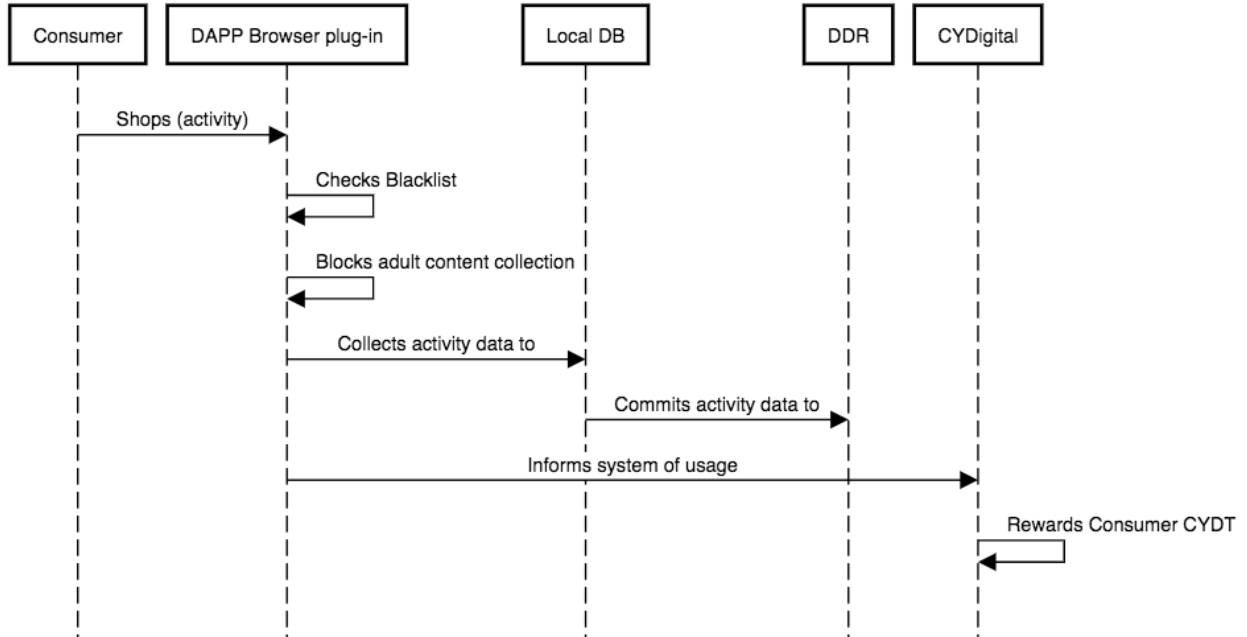 Consumer
DAPP Browser plug-in
Local DB
DDR
CYDigital
Shops (activity)
Checks Blacklist
Blocks adult content collection
Collects activity data to
Commits activity data to
Informs system of usage
Rewards Consumer CYDT